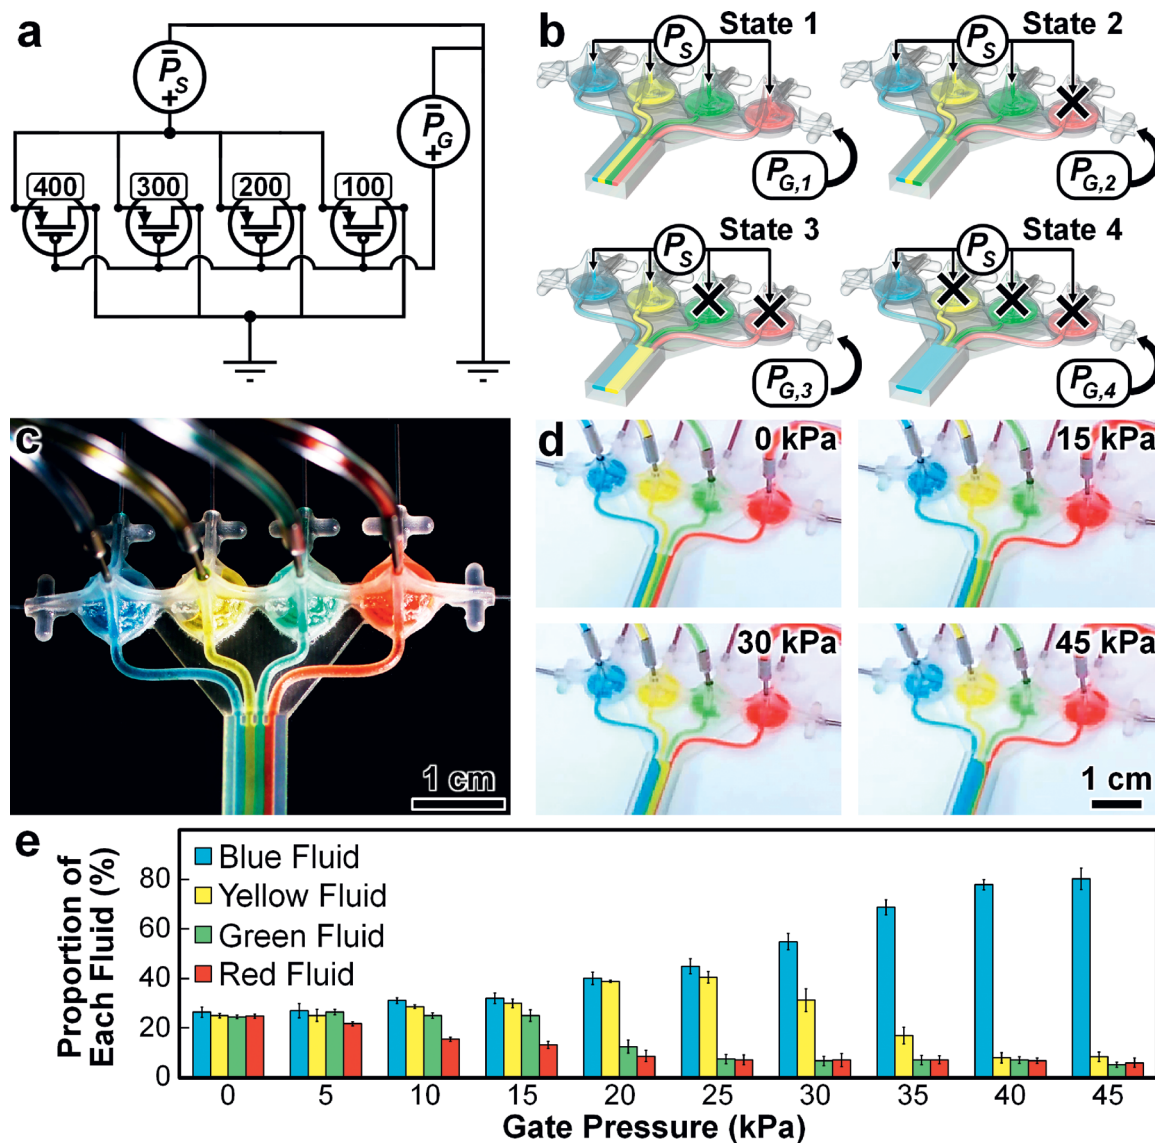 a
P̅S
+
P̅G
+
400
300
200
100
b
PS
State 1
PG,1
PS
State 2
PG,2
PS
State 3
PG,3
PS
State 4
PG,4
c
1 cm
d
0 kPa
15 kPa
30 kPa
45 kPa
1 cm
e
Proportion of
Each Fluid (%)
80
60
40
20
0
Blue Fluid
Yellow Fluid
Green Fluid
Red Fluid
0 5 10 15 20 25 30 35 40 45
Gate Pressure (kPa)